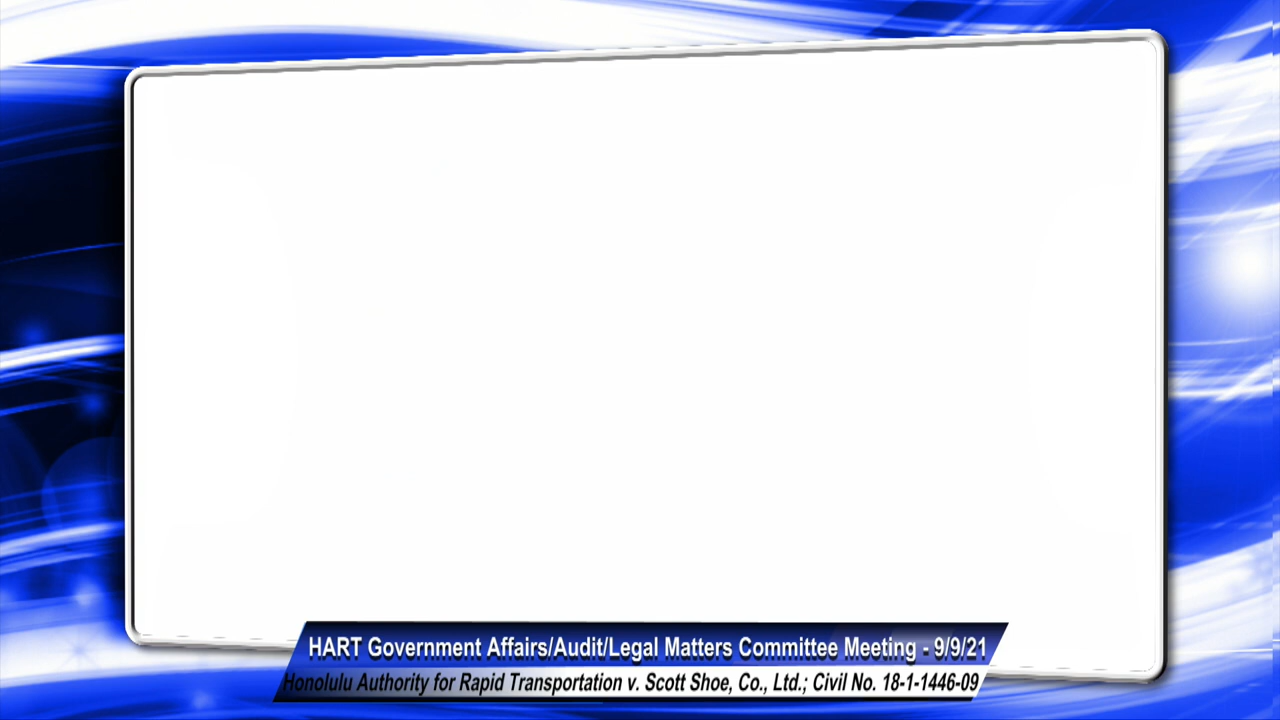 HART Government Affairs/Audit/Legal Matters Committee Meeting - 9/9/21
Honolulu Authority for Rapid Transportation v. Scott Shoe, Co., Ltd.; Civil No. 18-1-1446-09